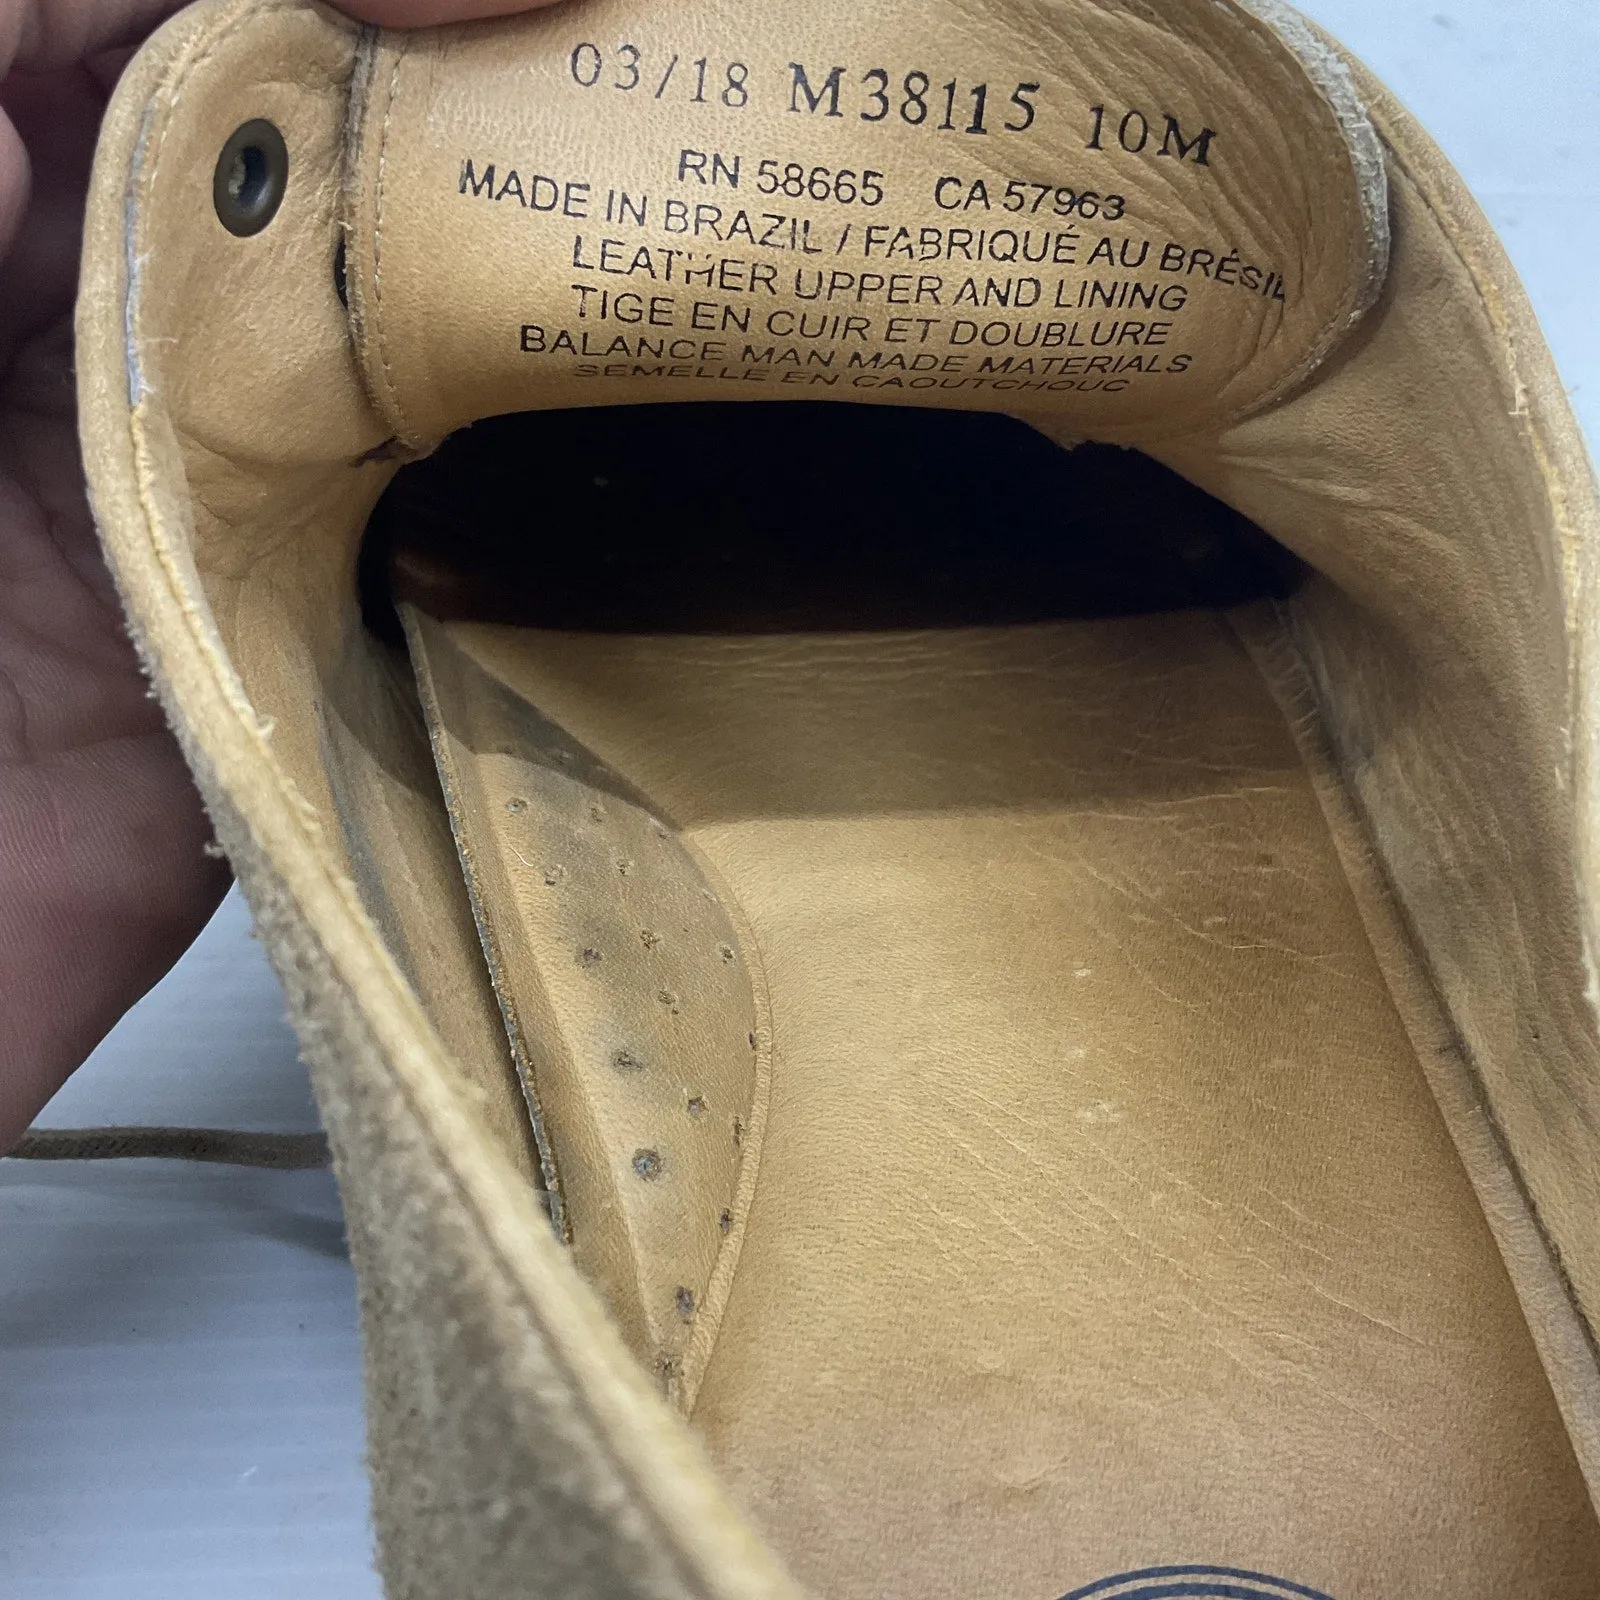 03/18 M38115 10M
RN 58665 CA 57963
MADE IN BRAZIL / FABRIQUÉ AU BRÉSIL
LEATHER UPPER AND LINING
TIGE EN CUIR ET DOUBLURE
BALANCE MAN MADE MATERIALS
SEMELLE EN CAOUTCHOUC